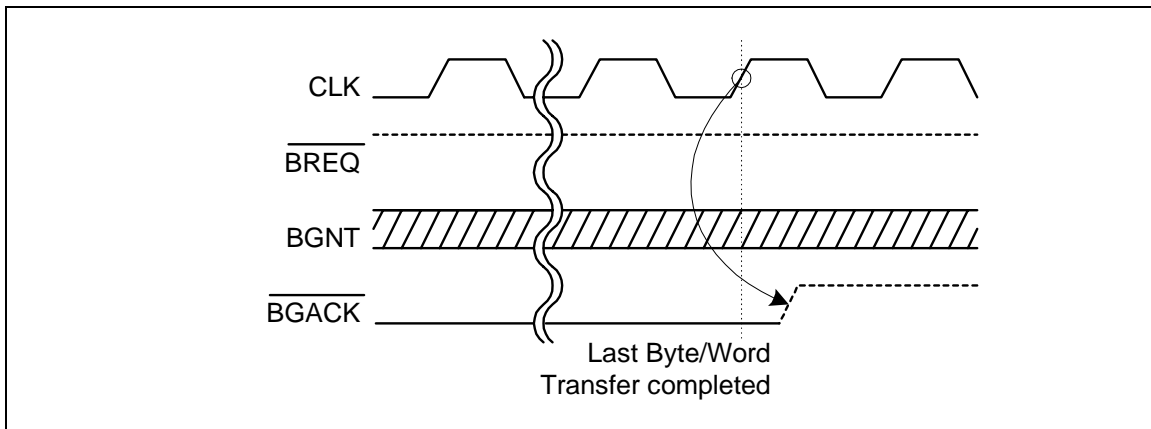 CLK
BREQ
BGNT
BGACK
Last Byte/Word
Transfer completed